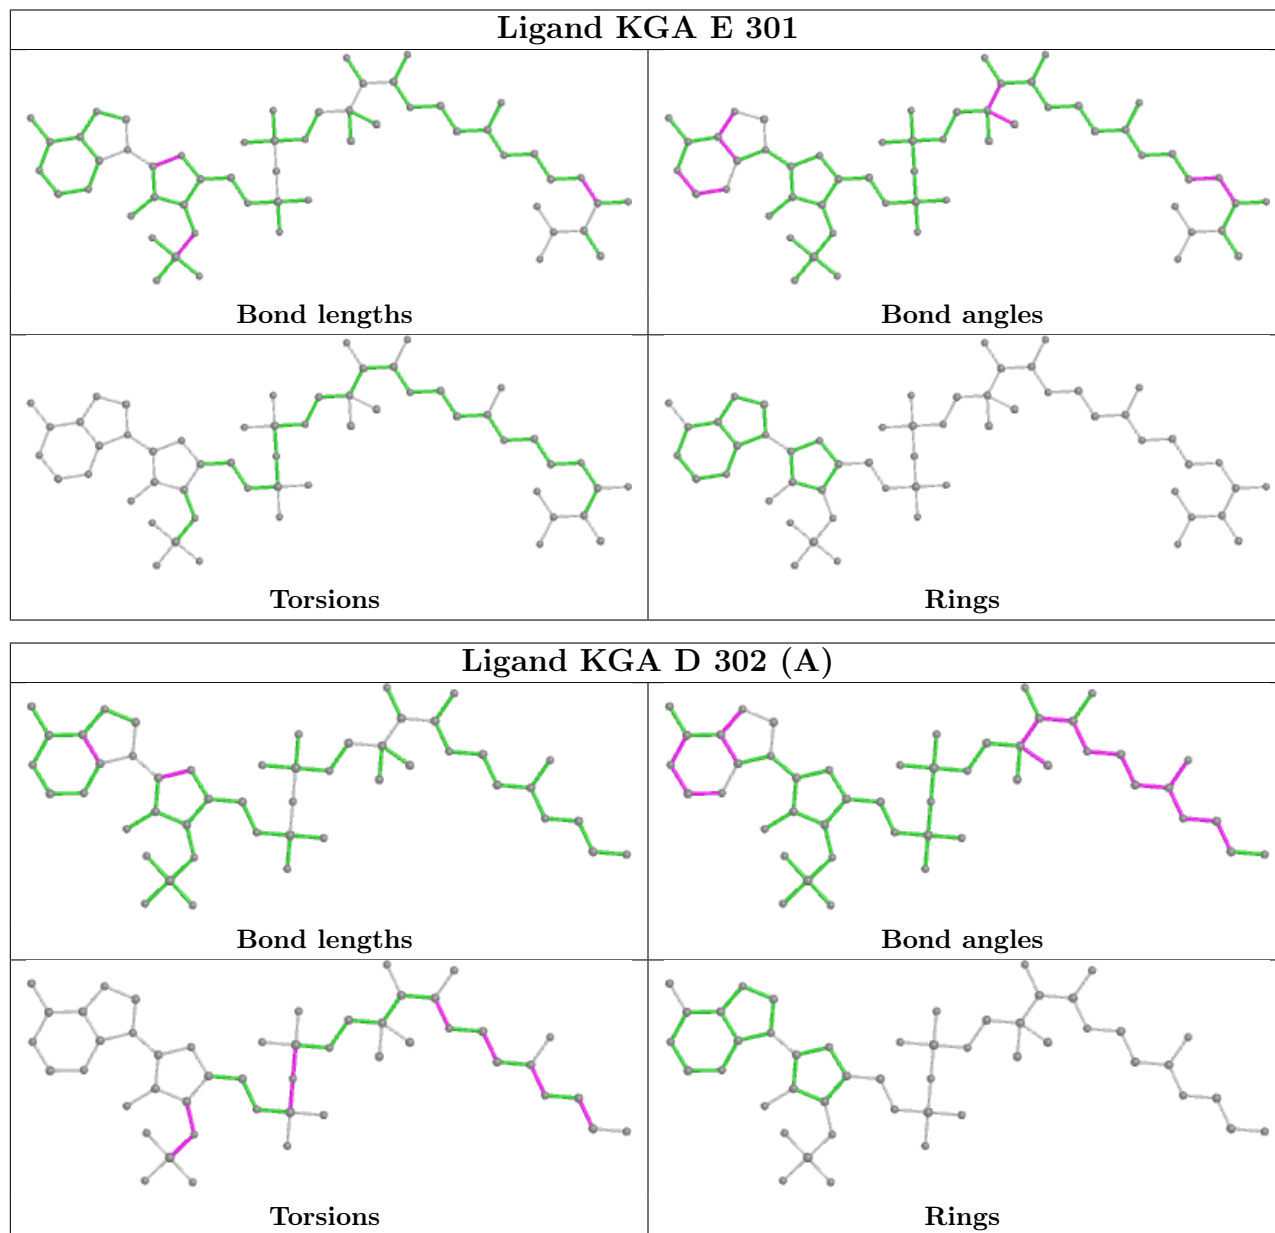 Ligand KGA E 301
Bond lengths
Bond angles
Torsions
Rings
Ligand KGA D 302 (A)
Bond lengths
Bond angles
Torsions
Rings